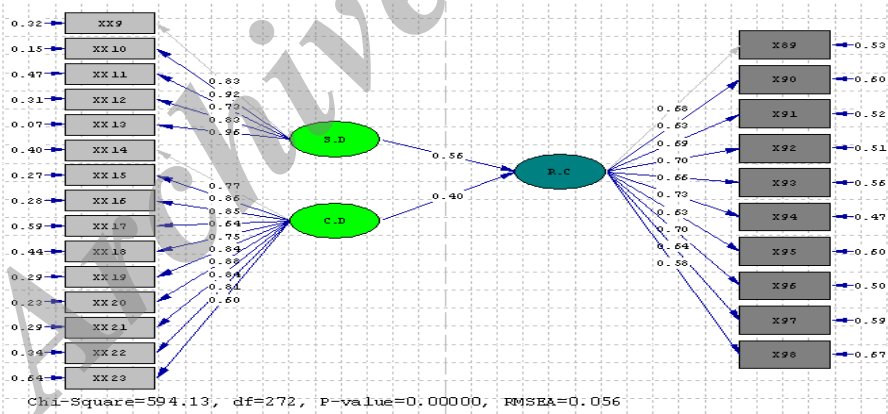 0.32 XX9
0.15 XX10
0.47 XX11
0.31 XX12
0.07 XX13
0.40 XX14
0.27 XX15
0.28 XX16
0.59 XX17
0.44 XX18
0.29 XX19
0.23 XX20
0.29 XX21
0.34 XX22
0.64 XX23
0.83
0.92
0.73
0.83
0.96
S.D
0.77
0.86
0.85
0.64
0.75
0.84
0.88
0.84
0.81
0.60
C.D
0.56
0.40
R.C
0.68
0.63
0.69
0.70
0.66
0.73
0.63
0.70
0.64
0.58
X89 0.53
X90 0.60
X91 0.52
X92 0.51
X93 0.56
X94 0.47
X95 0.60
X96 0.50
X97 0.59
X98 0.67
Chi-Square=594.13, df=272, P-value=0.00000, RMSEA=0.056
Archive